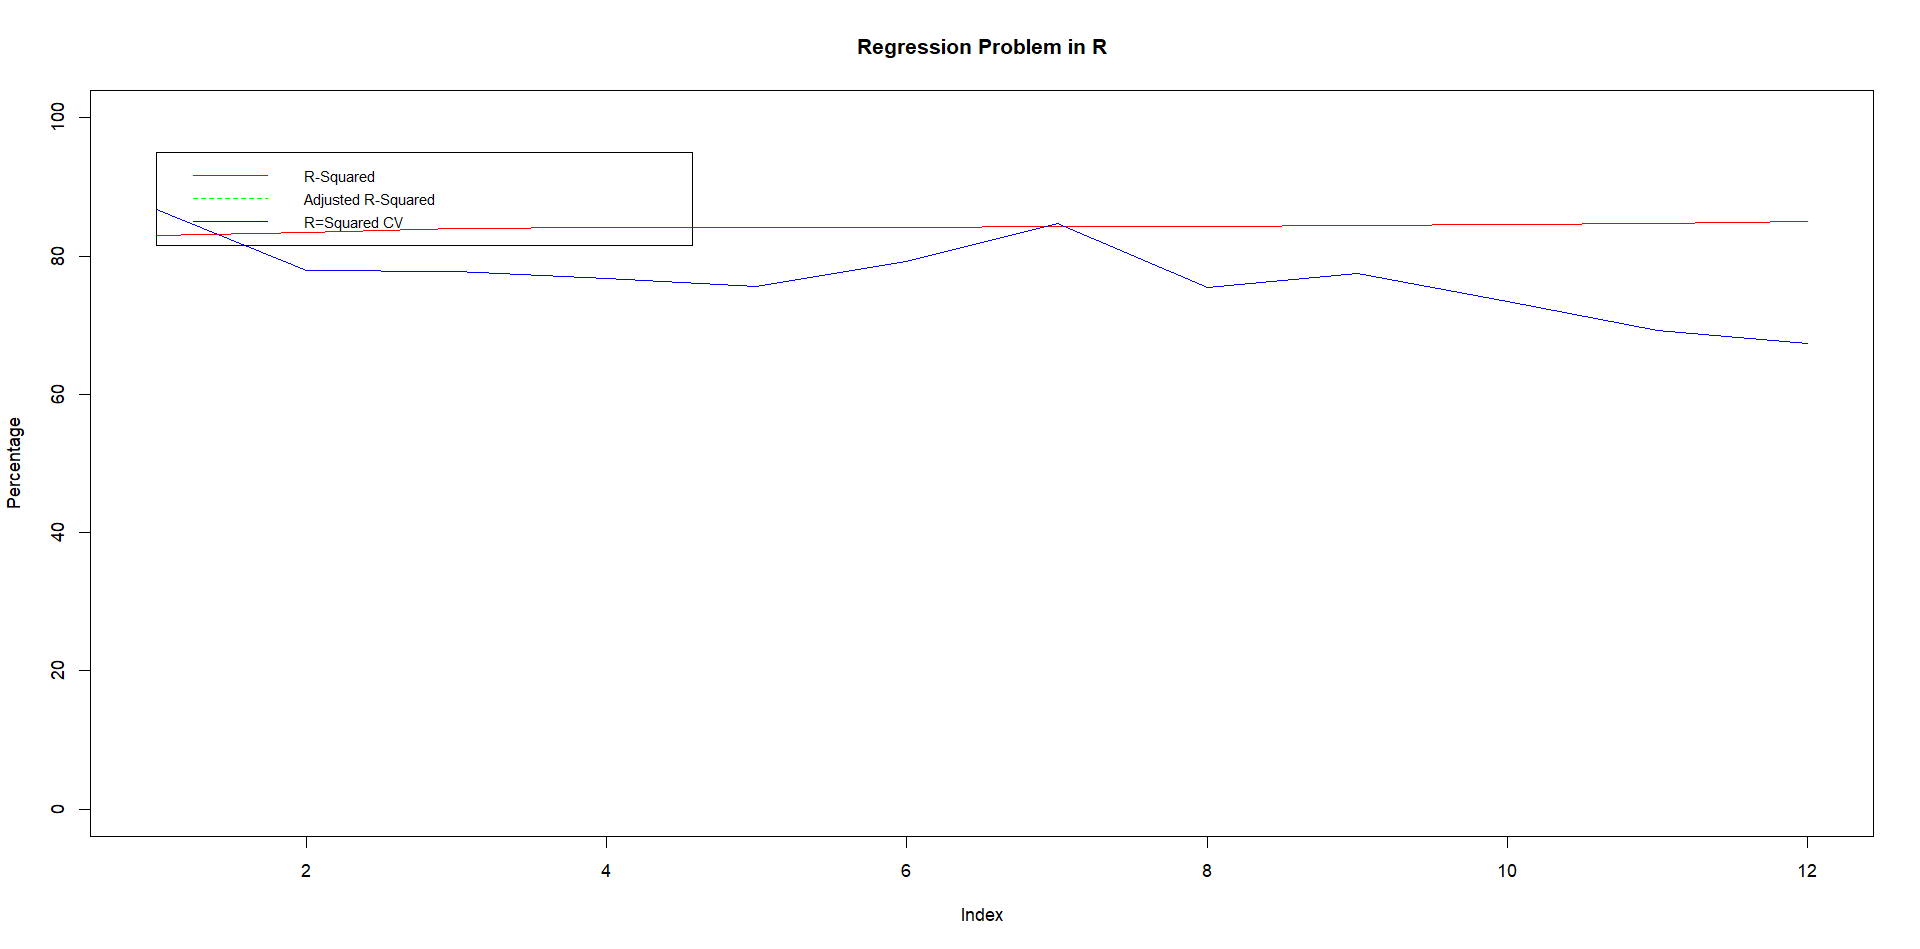 Regression Problem in R
100
80
60
40
20
0
Percentage
R-Squared
Adjusted R-Squared
R=Squared CV
2 4 6 8 10 12
Index